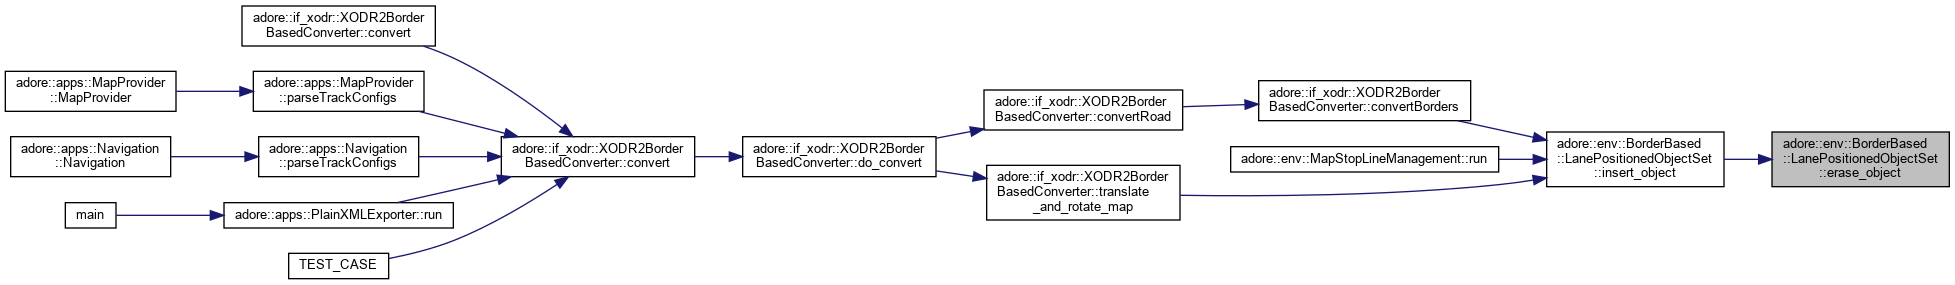 adore::if_xodr::XODR2Border
BasedConverter::convert
adore::apps::MapProvider
::MapProvider
adore::apps::MapProvider
::parseTrackConfigs
adore::apps::Navigation
::Navigation
adore::apps::Navigation
::parseTrackConfigs
main
adore::apps::PlainXMLExporter::run
TEST_CASE
adore::if_xodr::XODR2Border
BasedConverter::convert
adore::if_xodr::XODR2Border
BasedConverter::do_convert
adore::if_xodr::XODR2Border
BasedConverter::convertRoad
adore::if_xodr::XODR2Border
BasedConverter::translate
_and_rotate_map
adore::if_xodr::XODR2Border
BasedConverter::convertBorders
adore::env::MapStopLineManagement::run
adore::env::BorderBased
::LanePositionedObjectSet
::insert_object
adore::env::BorderBased
::LanePositionedObjectSet
::erase_object